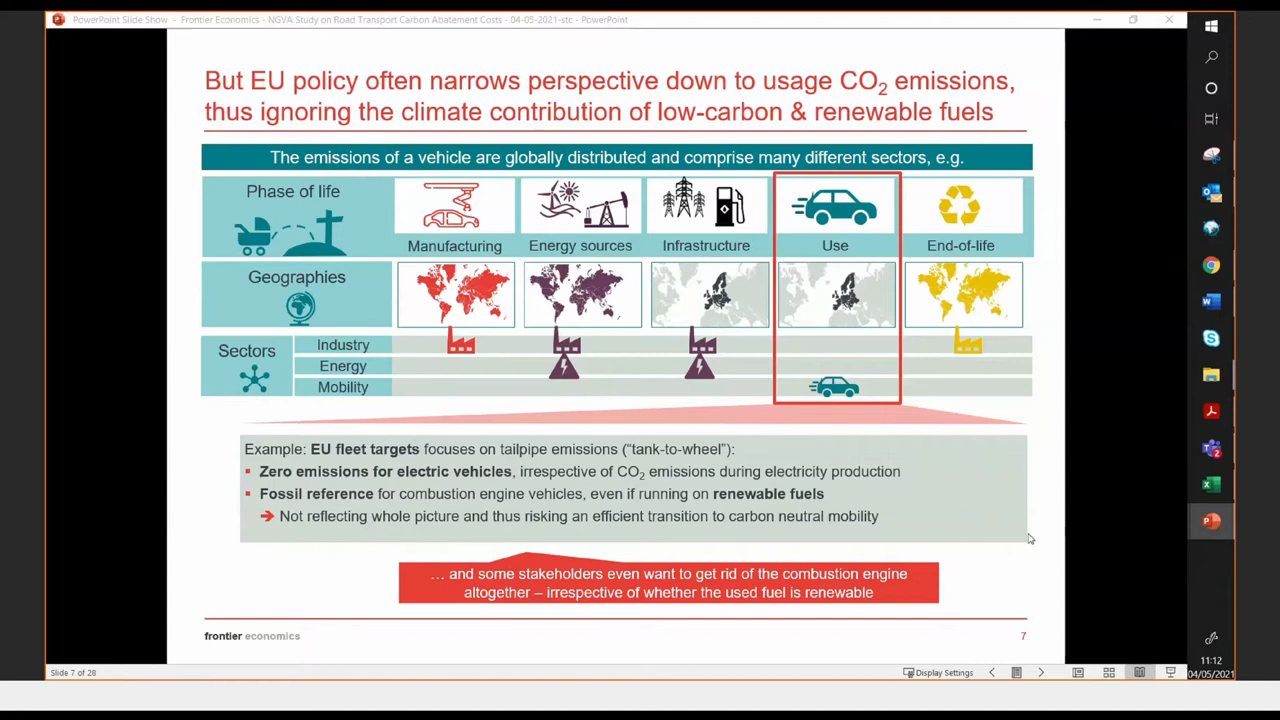 PowerPoint Slide Show - Frontier Economics - NGVA Study on Road Transport Carbon Abatement Costs - 04-05-2021-stc - PowerPoint
But EU policy often narrows perspective down to usage CO₂ emissions,
thus ignoring the climate contribution of low-carbon & renewable fuels
The emissions of a vehicle are globally distributed and comprise many different sectors, e.g.
Phase of life
Manufacturing
Energy sources
Infrastructure
Use
End-of-life
Geographies
Sectors
Industry
Energy
Mobility
Example: EU fleet targets focuses on tailpipe emissions (“tank-to-wheel”):
▪ Zero emissions for electric vehicles, irrespective of CO₂ emissions during electricity production
▪ Fossil reference for combustion engine vehicles, even if running on renewable fuels
➔ Not reflecting whole picture and thus risking an efficient transition to carbon neutral mobility
… and some stakeholders even want to get rid of the combustion engine
altogether – irrespective of whether the used fuel is renewable
frontier economics
7
Slide 7 of 28
Display Settings
11:12
04/05/2021